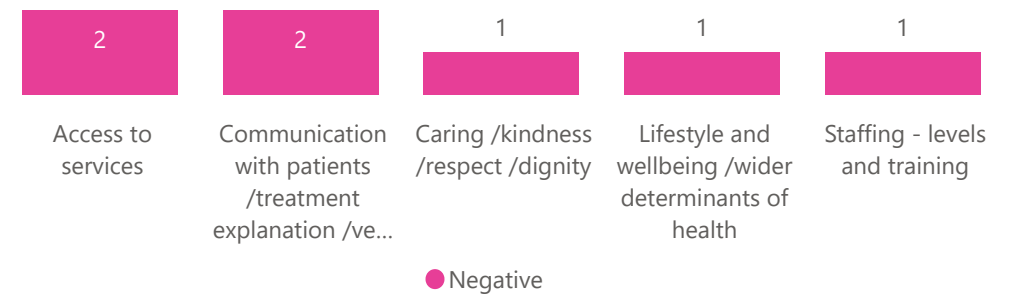 2
2
1
1
1
Access to
services
Communication
with patients
/treatment
explanation /ve...
Caring /kindness
/respect /dignity
Lifestyle and
wellbeing /wider
determinants of
health
Staffing - levels
and training
Negative